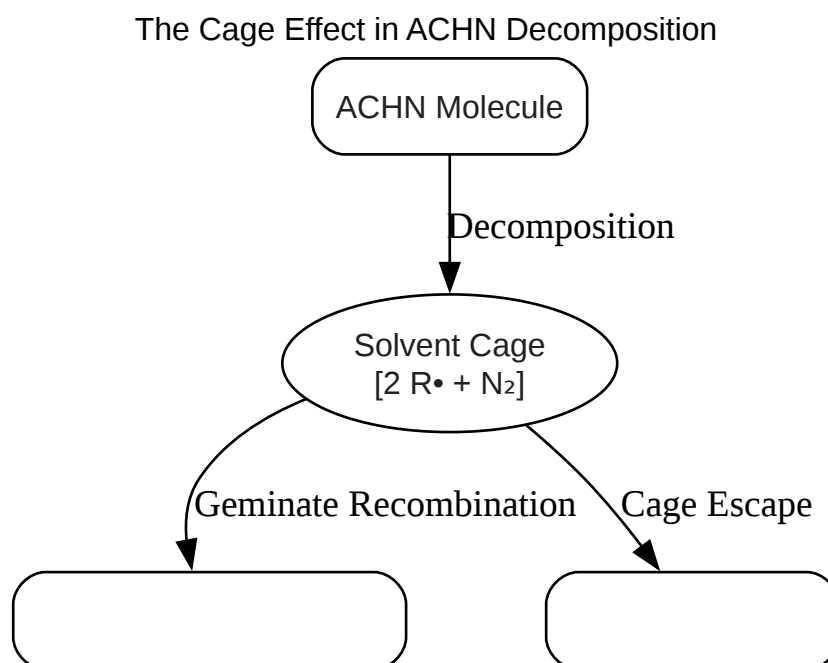 The Cage Effect in ACHN Decomposition
ACHN Molecule
Decomposition
Solvent Cage
[2 R• + N₂]
Geminate Recombination
Cage Escape